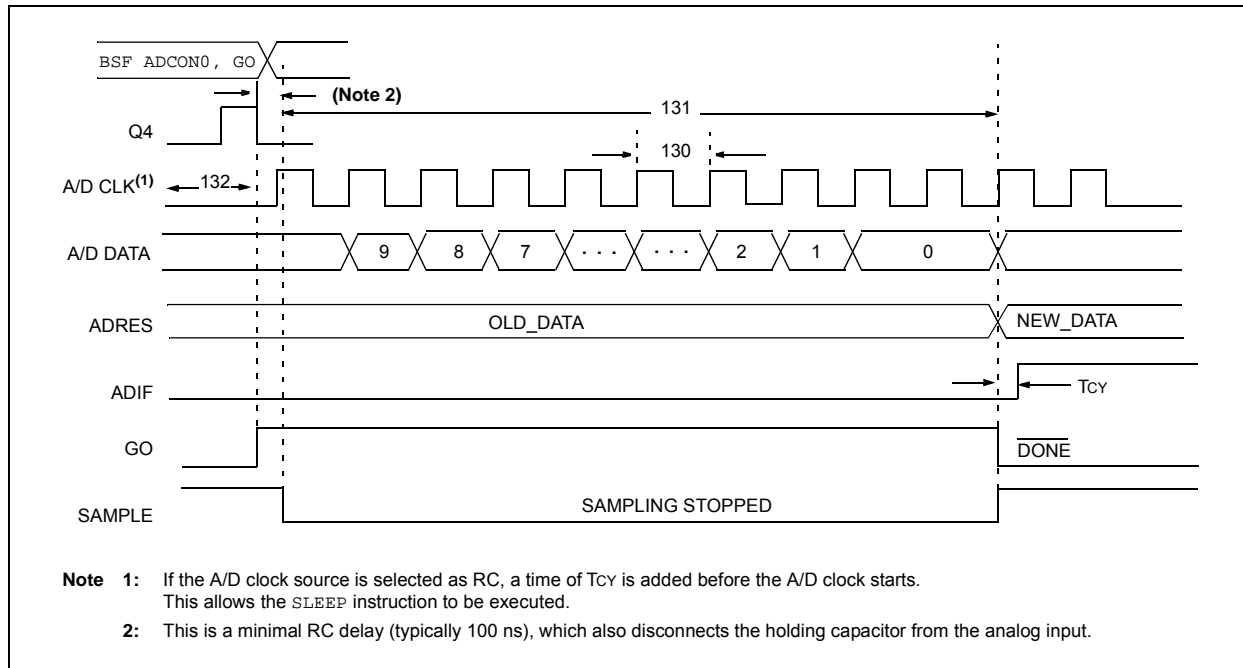 BSF ADCON0, GO
(Note 2)
131
Q4
130
A/D CLK(1)
132
A/D DATA
9 8 7 · · · · · · 2 1 0
ADRES
OLD_DATA
NEW_DATA
ADIF
TCY
GO
DONE
SAMPLE
SAMPLING STOPPED
Note 1: If the A/D clock source is selected as RC, a time of TCY is added before the A/D clock starts.
This allows the SLEEP instruction to be executed.
2: This is a minimal RC delay (typically 100 ns), which also disconnects the holding capacitor from the analog input.